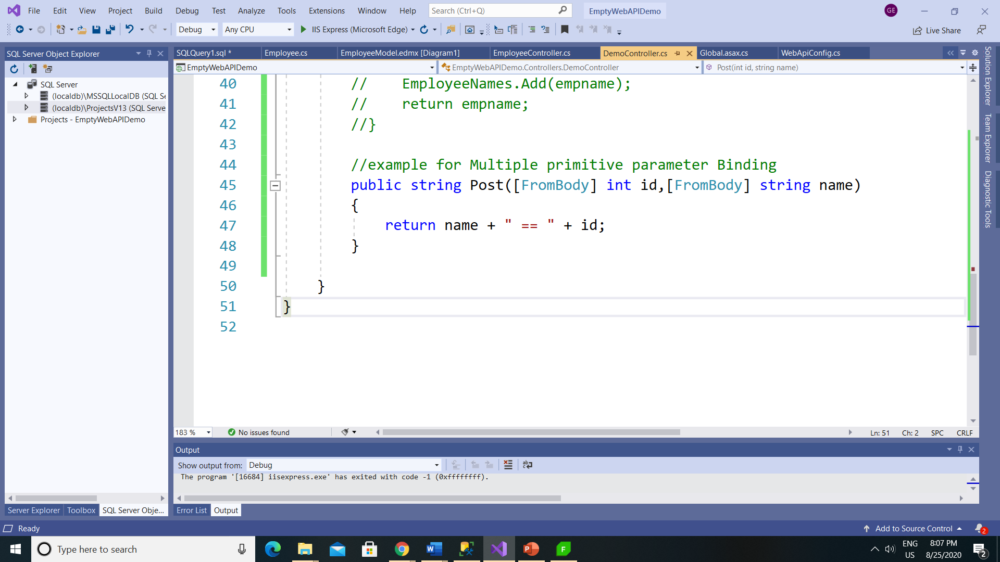 File Edit View Project Build Debug Test Analyze Tools Extensions Window Help Search (Ctrl+Q) EmptyWebAPIDemo GE
Debug Any CPU IIS Express (Microsoft Edge) Live Share
SQL Server Object Explorer
SQL Server
(localdb)\MSSQLLocalDB (SQL Se
(localdb)\ProjectsV13 (SQL Serve
Projects - EmptyWebAPIDemo
SQLQuery1.sql * Employee.cs EmployeeModel.edmx [Diagram1] EmployeeController.cs DemoController.cs Global.asax.cs WebApiConfig.cs
EmptyWebAPIDemo EmptyWebAPIDemo.Controllers.DemoController Post(int id, string name)
40 // EmployeeNames.Add(empname);
41 // return empname;
42 //}
43
44 //example for Multiple primitive parameter Binding
45 public string Post([FromBody] int id,[FromBody] string name)
46 {
47 return name + " == " + id;
48 }
49
50 }
51 }
52
183 % No issues found Ln: 51 Ch: 2 SPC CRLF
Solution Explorer
Team Explorer
Diagnostic Tools
Output
Show output from: Debug
The program '[16684] iisexpress.exe' has exited with code -1 (0xffffffff).
Server Explorer Toolbox SQL Server Obje... Error List Output
Ready Add to Source Control 2
Type here to search ENG 8:07 PM
US 8/25/2020 2